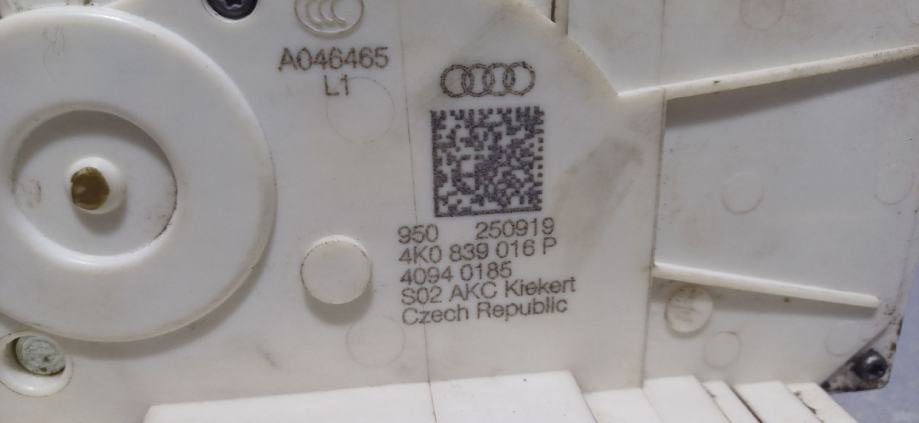 A046465
L1
950 250919
4K0 839 016 P
4094 0185
S02 AKC Kiekert
Czech Republic